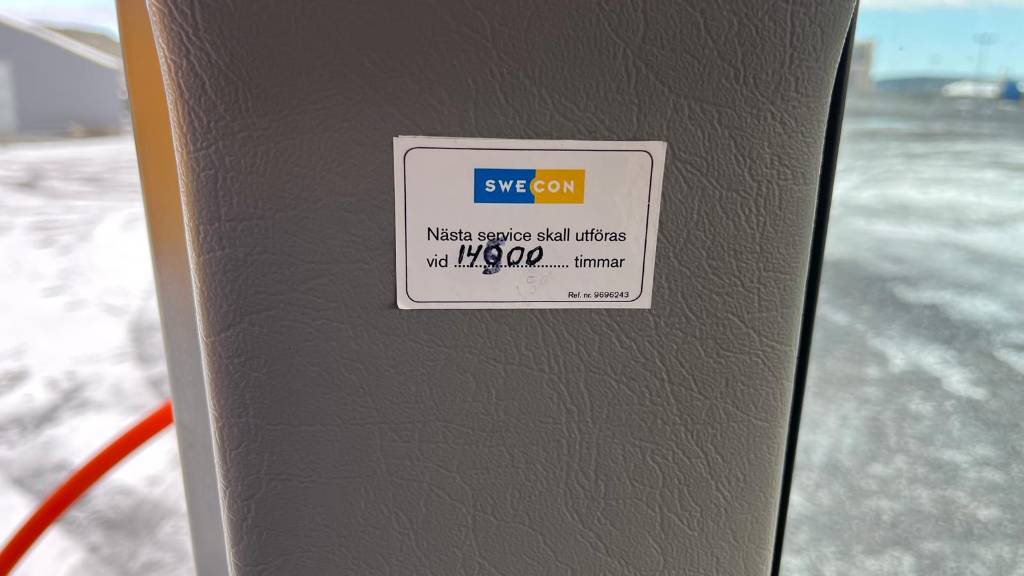 SWECON
Nästa service skall utföras
vid ........ timmar
Ref. nr. 9696243